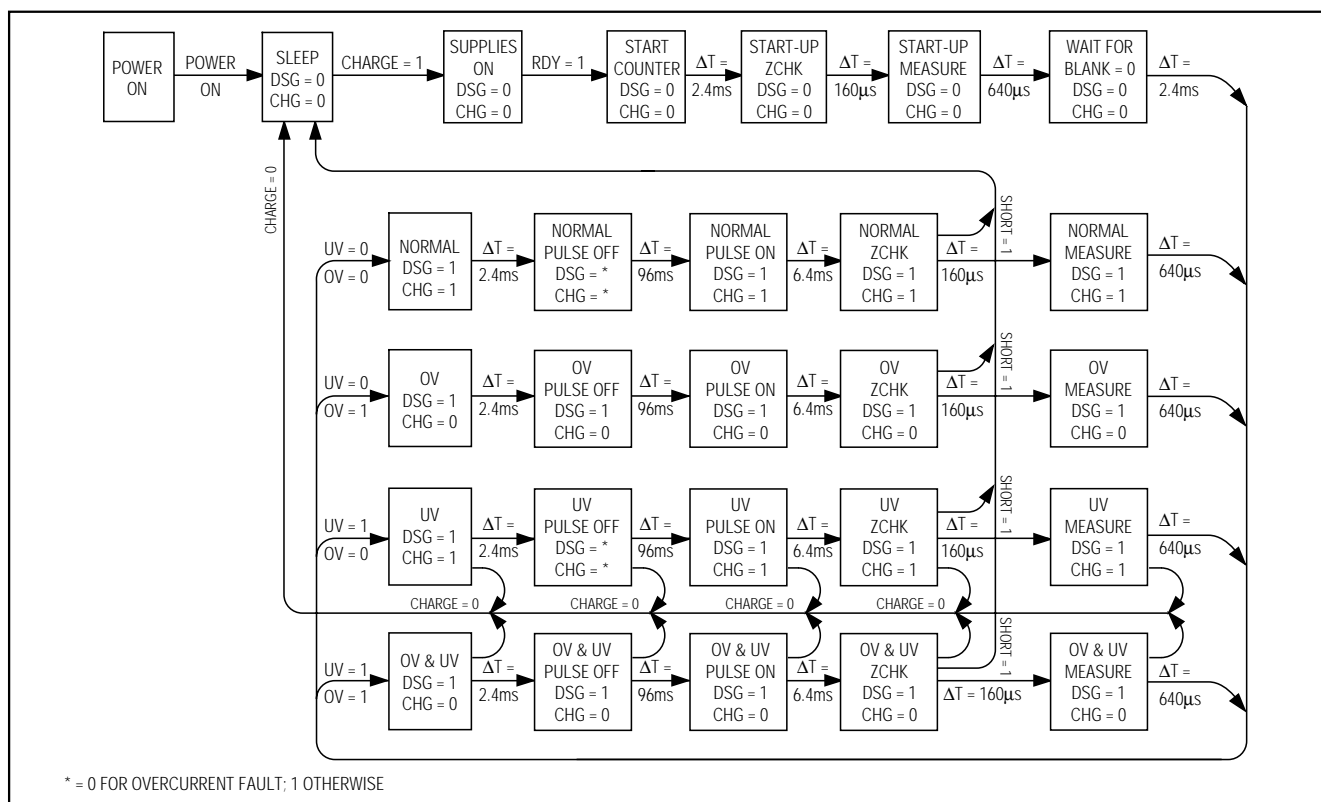 POWER
ON
POWER
ON
SLEEP
DSG = 0
CHG = 0
CHARGE = 1
SUPPLIES
ON
DSG = 0
CHG = 0
RDY = 1
START
COUNTER
DSG = 0
CHG = 0
ΔT =
2.4ms
START-UP
ZCHK
DSG = 0
CHG = 0
ΔT =
160μs
START-UP
MEASURE
DSG = 0
CHG = 0
ΔT =
640μs
WAIT FOR
BLANK = 0
DSG = 0
CHG = 0
ΔT =
2.4ms
CHARGE = 0
UV = 0
OV = 0
NORMAL
DSG = 1
CHG = 1
ΔT =
2.4ms
NORMAL
PULSE OFF
DSG = *
CHG = *
ΔT =
96ms
NORMAL
PULSE ON
DSG = 1
CHG = 1
ΔT =
6.4ms
NORMAL
ZCHK
DSG = 1
CHG = 1
SHORT = 1
ΔT =
160μs
NORMAL
MEASURE
DSG = 1
CHG = 1
ΔT =
640μs
UV = 0
OV = 1
OV
DSG = 1
CHG = 0
ΔT =
2.4ms
OV
PULSE OFF
DSG = 1
CHG = 0
ΔT =
96ms
OV
PULSE ON
DSG = 1
CHG = 0
ΔT =
6.4ms
OV
ZCHK
DSG = 1
CHG = 0
SHORT = 1
ΔT =
160μs
OV
MEASURE
DSG = 1
CHG = 0
ΔT =
640μs
UV = 1
OV = 0
UV
DSG = 1
CHG = 1
ΔT =
2.4ms
UV
PULSE OFF
DSG = *
CHG = *
ΔT =
96ms
UV
PULSE ON
DSG = 1
CHG = 1
ΔT =
6.4ms
UV
ZCHK
DSG = 1
CHG = 1
SHORT = 1
ΔT =
160μs
UV
MEASURE
DSG = 1
CHG = 1
ΔT =
640μs
CHARGE = 0
CHARGE = 0
CHARGE = 0
CHARGE = 0
UV = 1
OV = 1
OV & UV
DSG = 1
CHG = 0
ΔT =
2.4ms
OV & UV
PULSE OFF
DSG = 1
CHG = 0
ΔT =
96ms
OV & UV
PULSE ON
DSG = 1
CHG = 0
ΔT =
6.4ms
OV & UV
ZCHK
DSG = 1
CHG = 0
SHORT = 1
ΔT = 160μs
OV & UV
MEASURE
DSG = 1
CHG = 0
ΔT =
640μs
* = 0 FOR OVERCURRENT FAULT; 1 OTHERWISE